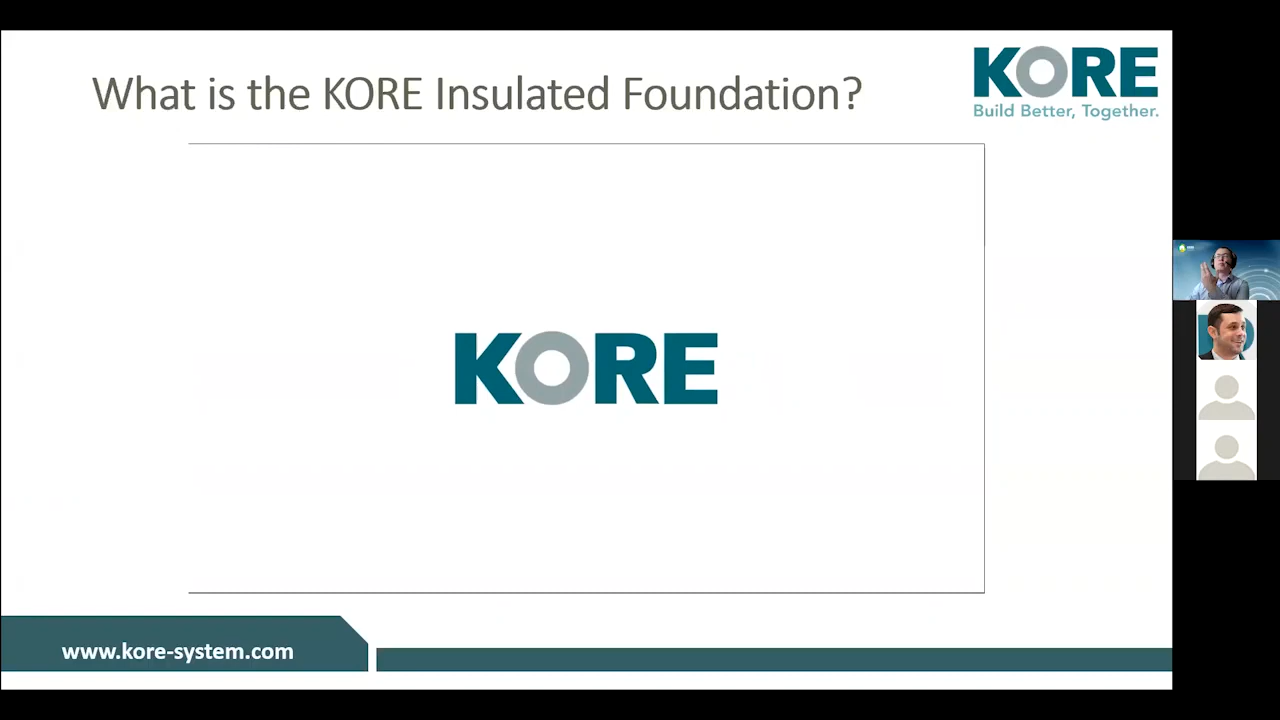 What is the KORE Insulated Foundation?
KORE
Build Better, Together.
KORE
www.kore-system.com